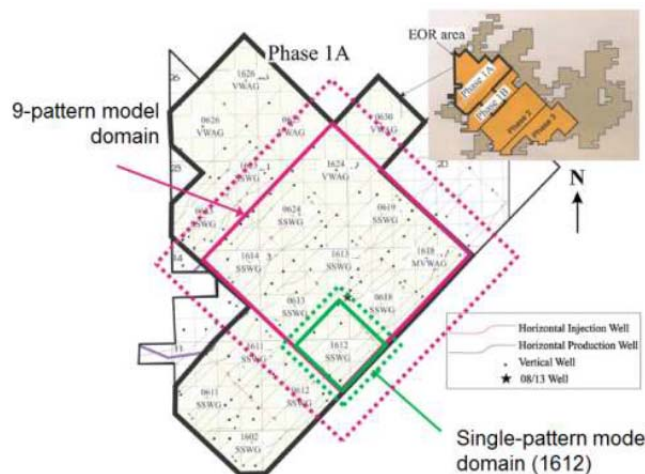 Phase 1A
EOR area
Phase 1A
Phase 1B
Phase 2
Phase 3
9-pattern model
domain
N
1626
VWAG
0626
VWAG
0650
VWAG
1624
VWAG
0624
SSWG
0619
SSWG
1614
SSWG
1613
SSWG
1618
MVWAG
0613
SSWG
0618
SSWG
1612
SSWG
1611
SSWG
0612
SSWG
0611
SSWG
1602
SSWG
Horizontal Injection Well
Horizontal Production Well
Vertical Well
08/13 Well
Single-pattern mode
domain (1612)